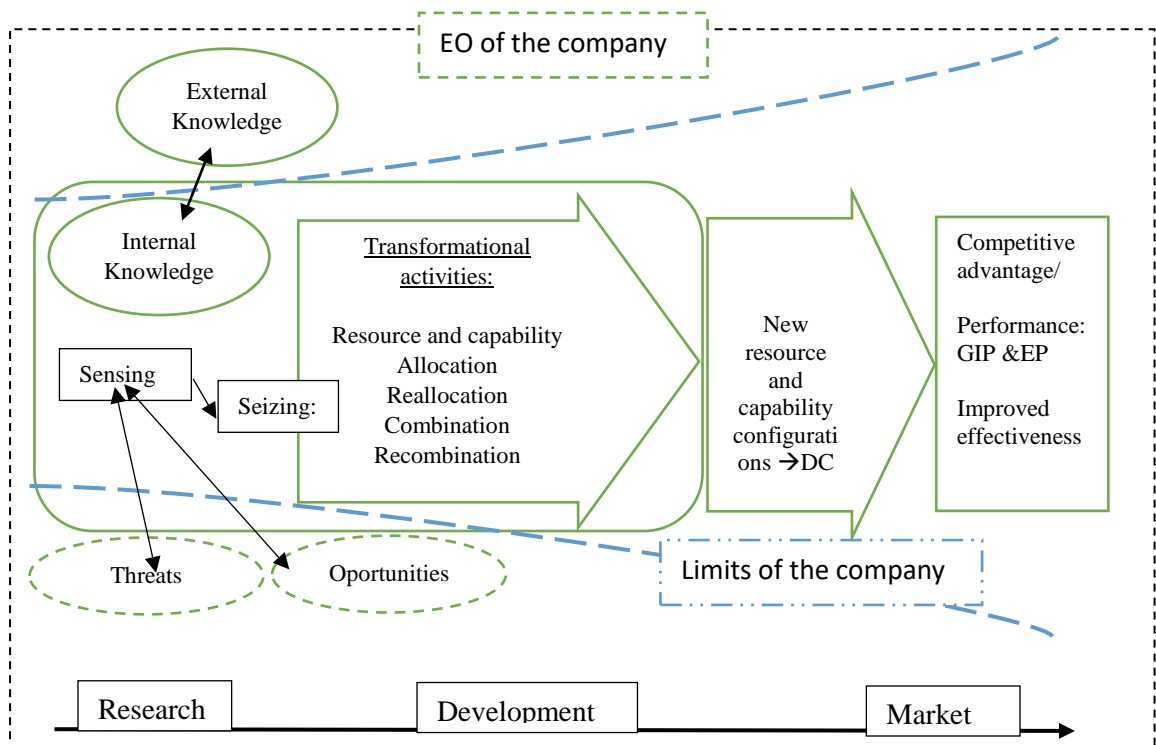 EO of the company
External
Knowledge
Internal
Knowledge
Transformational
activities:
Resource and capability
Allocation
Reallocation
Combination
Recombination
Sensing
Seizing:
New
resource
and
capability
configurati
ons →DC
Competitive
advantage/
Performance:
GIP &EP
Improved
effectiveness
Threats
Oportunities
Limits of the company
Research
Development
Market